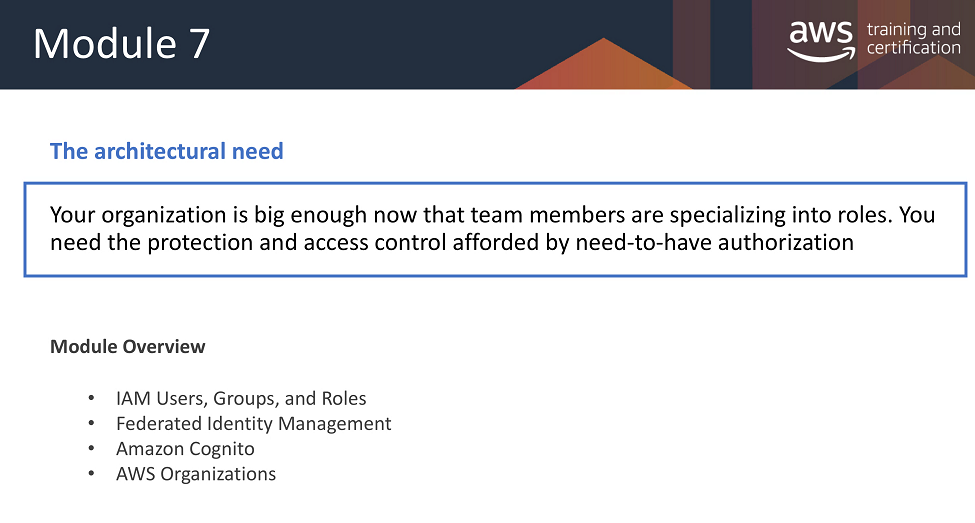 Module 7
aws training and
certification
The architectural need
Your organization is big enough now that team members are specializing into roles. You
need the protection and access control afforded by need-to-have authorization
Module Overview
• IAM Users, Groups, and Roles
• Federated Identity Management
• Amazon Cognito
• AWS Organizations